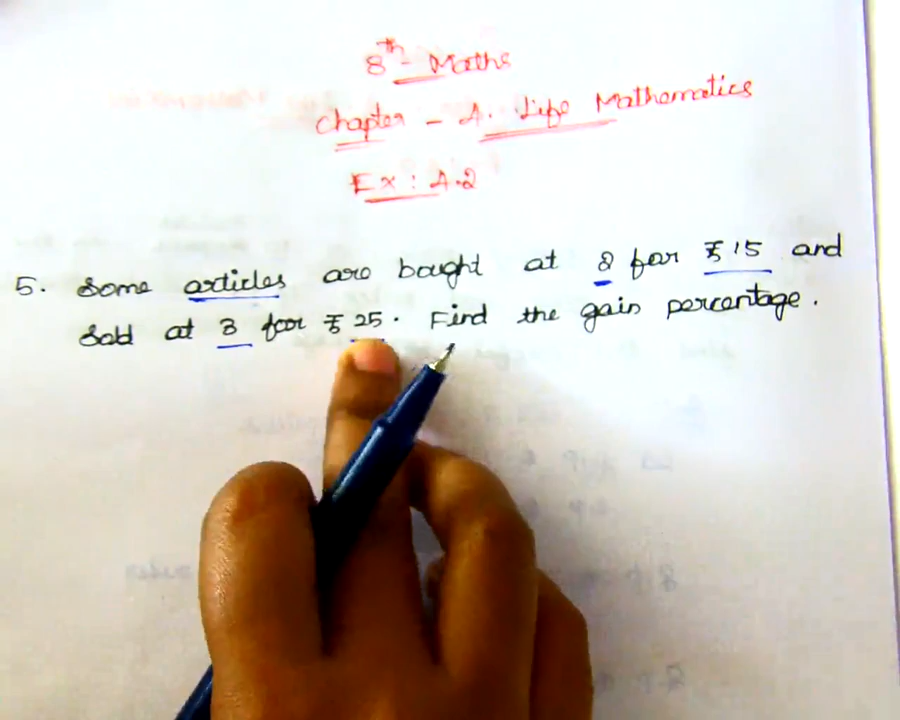 8th - Maths
Chapter - 4. Life Mathematics
Ex : 4.2
5. Some articles are bought at 2 for ₹ 15 and
Sold at 3 for ₹ 25. Find the gain percentage.